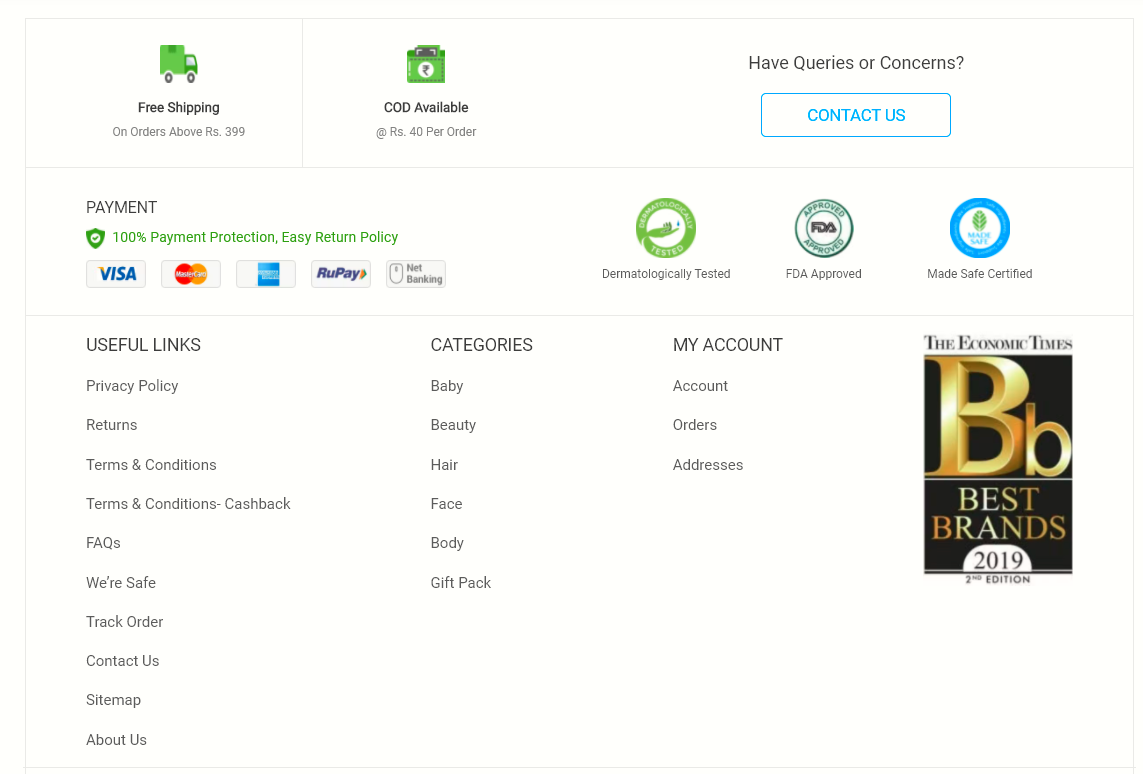 Free Shipping
On Orders Above Rs. 399
COD Available
@ Rs. 40 Per Order
Have Queries or Concerns?
CONTACT US
PAYMENT
100% Payment Protection, Easy Return Policy
VISA
MasterCard
RuPay
Net
Banking
DERMATOLOGICALLY
TESTED
Dermatologically Tested
APPROVED
FDA
APPROVED
FDA Approved
MADE
SAFE
Made Safe Certified
USEFUL LINKS
Privacy Policy
Returns
Terms & Conditions
Terms & Conditions- Cashback
FAQs
We’re Safe
Track Order
Contact Us
Sitemap
About Us
CATEGORIES
Baby
Beauty
Hair
Face
Body
Gift Pack
MY ACCOUNT
Account
Orders
Addresses
THE ECONOMIC TIMES
Bb
BEST
BRANDS
2019
2ND EDITION